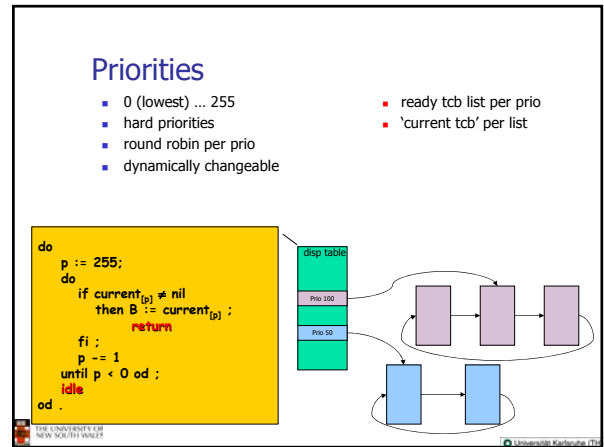 Priorities
0 (lowest) … 255
hard priorities
round robin per prio
dynamically changeable
ready tcb list per prio
‘current tcb’ per list
do
p := 255;
do
if current[p] ≠ nil
then B := current[p] ;
return
fi ;
p -= 1
until p < 0 od ;
idle
od .
disp table
Prio 100
Prio 50
THE UNIVERSITY OF
NEW SOUTH WALES
Universität Karlsruhe (TH